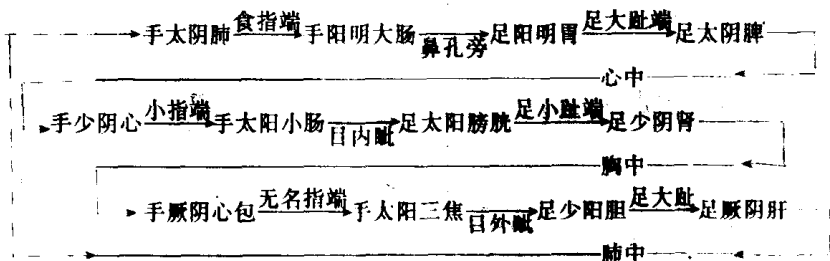 手太阴肺 食指端 手阳明大肠 鼻孔旁 足阳明胃 足大趾端 足太阴脾
心中
手少阴心 小指端 手太阳小肠 目内眦 足太阳膀胱 足小趾端 足少阴肾
胸中
手厥阴心包 无名指端 手太阳三焦 目外眦 足少阳胆 足大趾 足厥阴肝
肺中